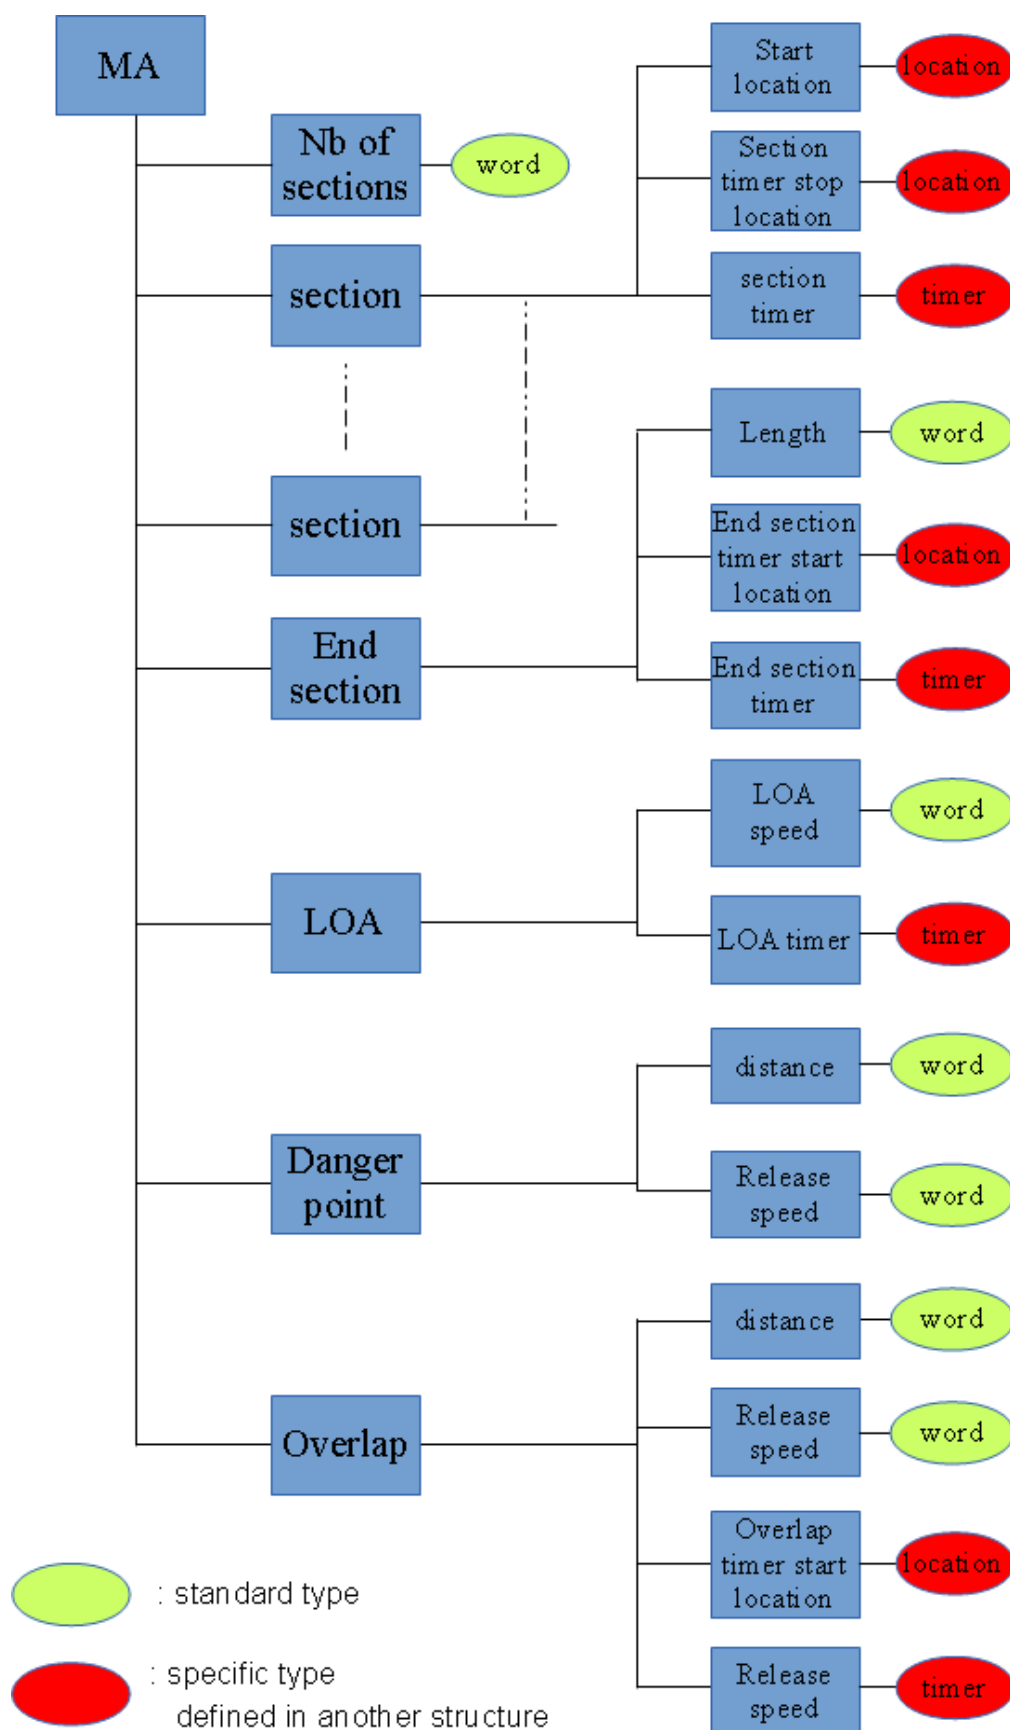 MA
Nb of
sections
word
section
Start
location
location
Section
timer stop
location
location
section
timer
timer
section
End
section
Length
word
End section
timer start
location
location
End section
timer
timer
LOA
LOA
speed
word
LOA timer
timer
Danger
point
distance
word
Release
speed
word
Overlap
distance
word
Release
speed
word
Overlap
timer start
location
location
Release
speed
timer
: standard type
: specific type
defined in another structure